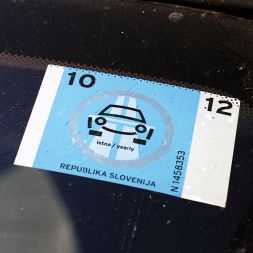 10
12
letna / yearly
REPUBLIKA SLOVENIJA
N 1458353